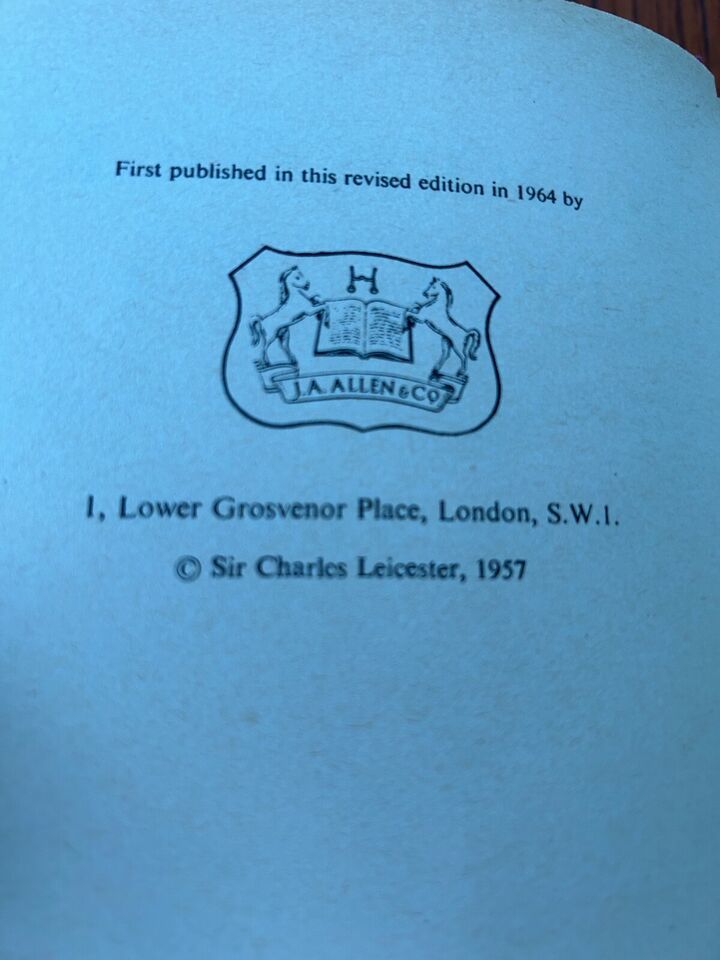 First published in this revised edition in 1964 by
J.A. ALLEN & CO
1, Lower Grosvenor Place, London, S.W.1.
© Sir Charles Leicester, 1957